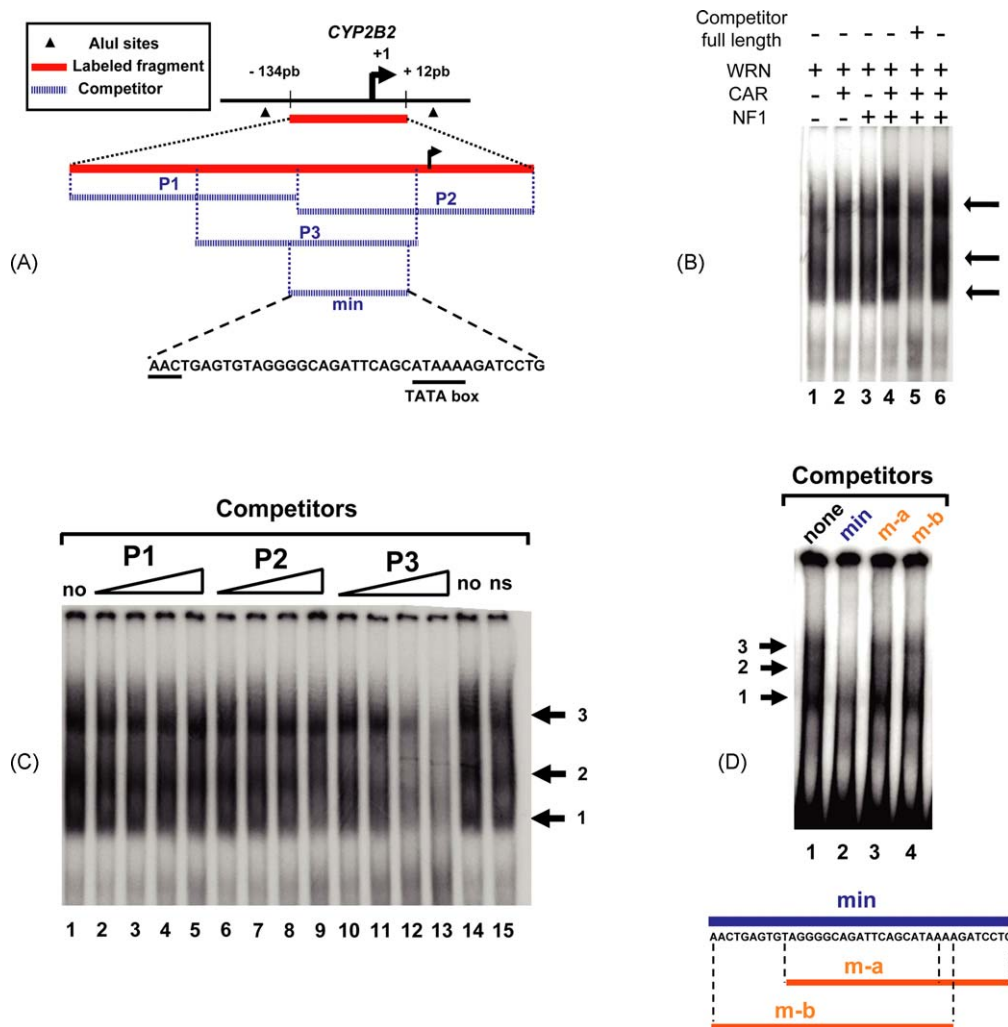 AluI sites
Labeled fragment
Competitor
CYP2B2
+1
- 134pb
+ 12pb
P1
P2
P3
min
(A)
AACTGAGTGTAGGGGCAGATTCAGCATAAAAGATCCTG
TATA box
Competitor
full length - - - - + -
WRN + + + + + +
CAR - + - + + +
NF1 - - + + + +
(B)
1 2 3 4 5 6
Competitors
P1 P2 P3
no no ns
3
2
1
(C)
1 2 3 4 5 6 7 8 9 10 11 12 13 14 15
Competitors
none min m-a m-b
3
2
1
(D)
1 2 3 4
min
AACTGAGTGTAGGGGCAGATTCAGCATAAAAGATCCTG
m-a
m-b